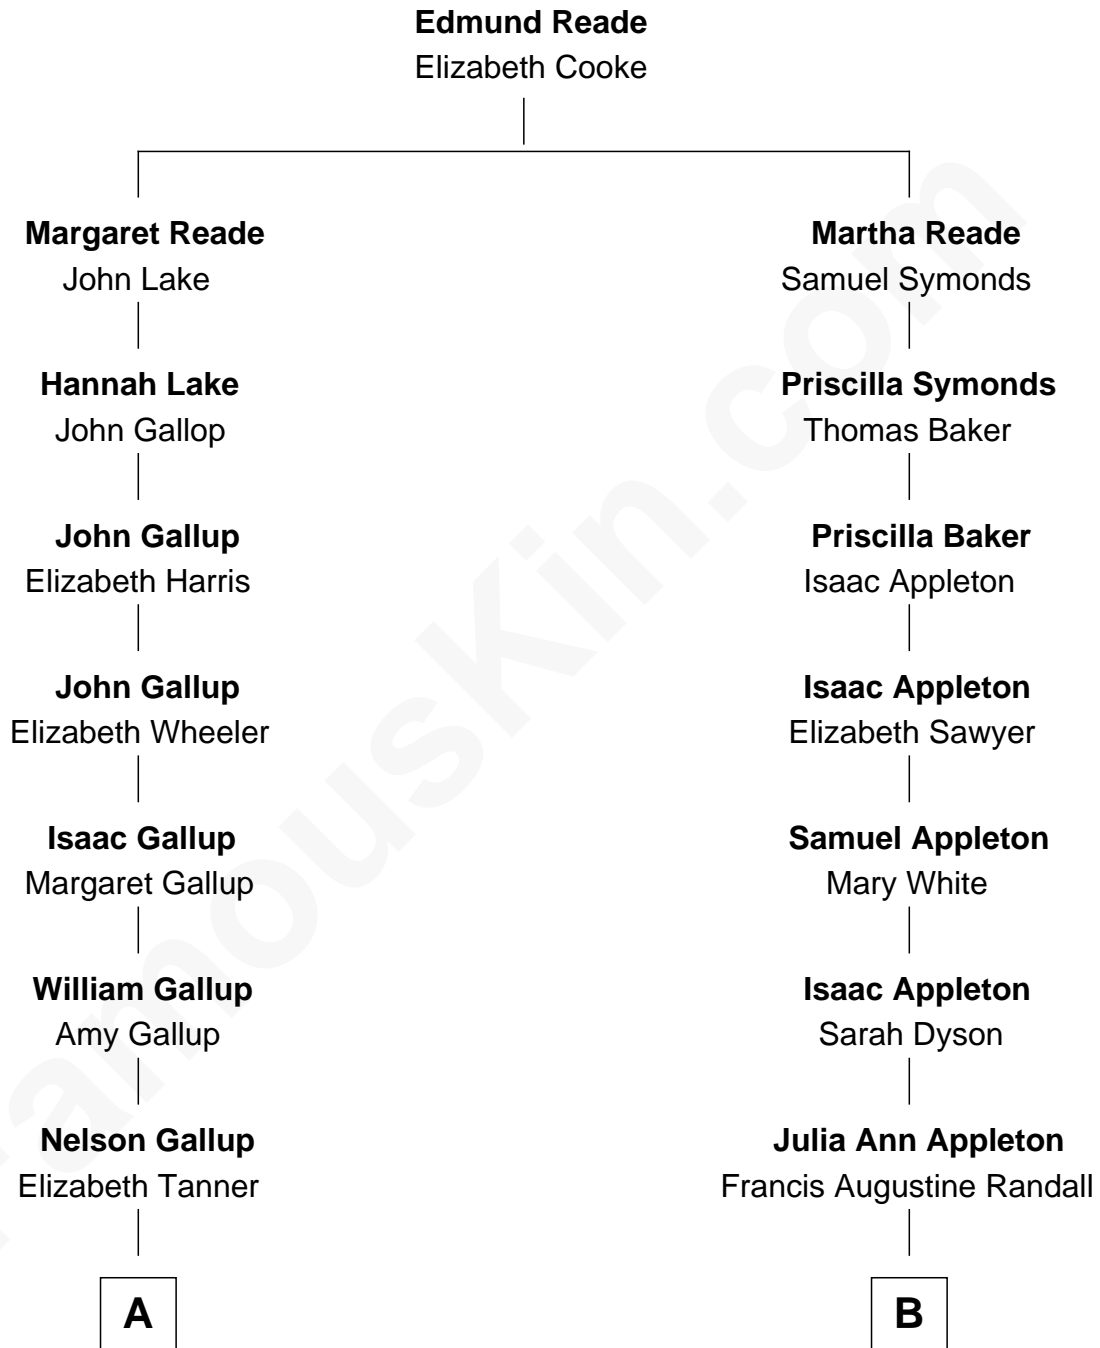 Edmund Reade
Elizabeth Cooke
Margaret Reade
John Lake
Hannah Lake
John Gallop
John Gallup
Elizabeth Harris
John Gallup
Elizabeth Wheeler
Isaac Gallup
Margaret Gallup
William Gallup
Amy Gallup
Nelson Gallup
Elizabeth Tanner
A
Martha Reade
Samuel Symonds
Priscilla Symonds
Thomas Baker
Priscilla Baker
Isaac Appleton
Isaac Appleton
Elizabeth Sawyer
Samuel Appleton
Mary White
Isaac Appleton
Sarah Dyson
Julia Ann Appleton
Francis Augustine Randall
B
FamousKin.com